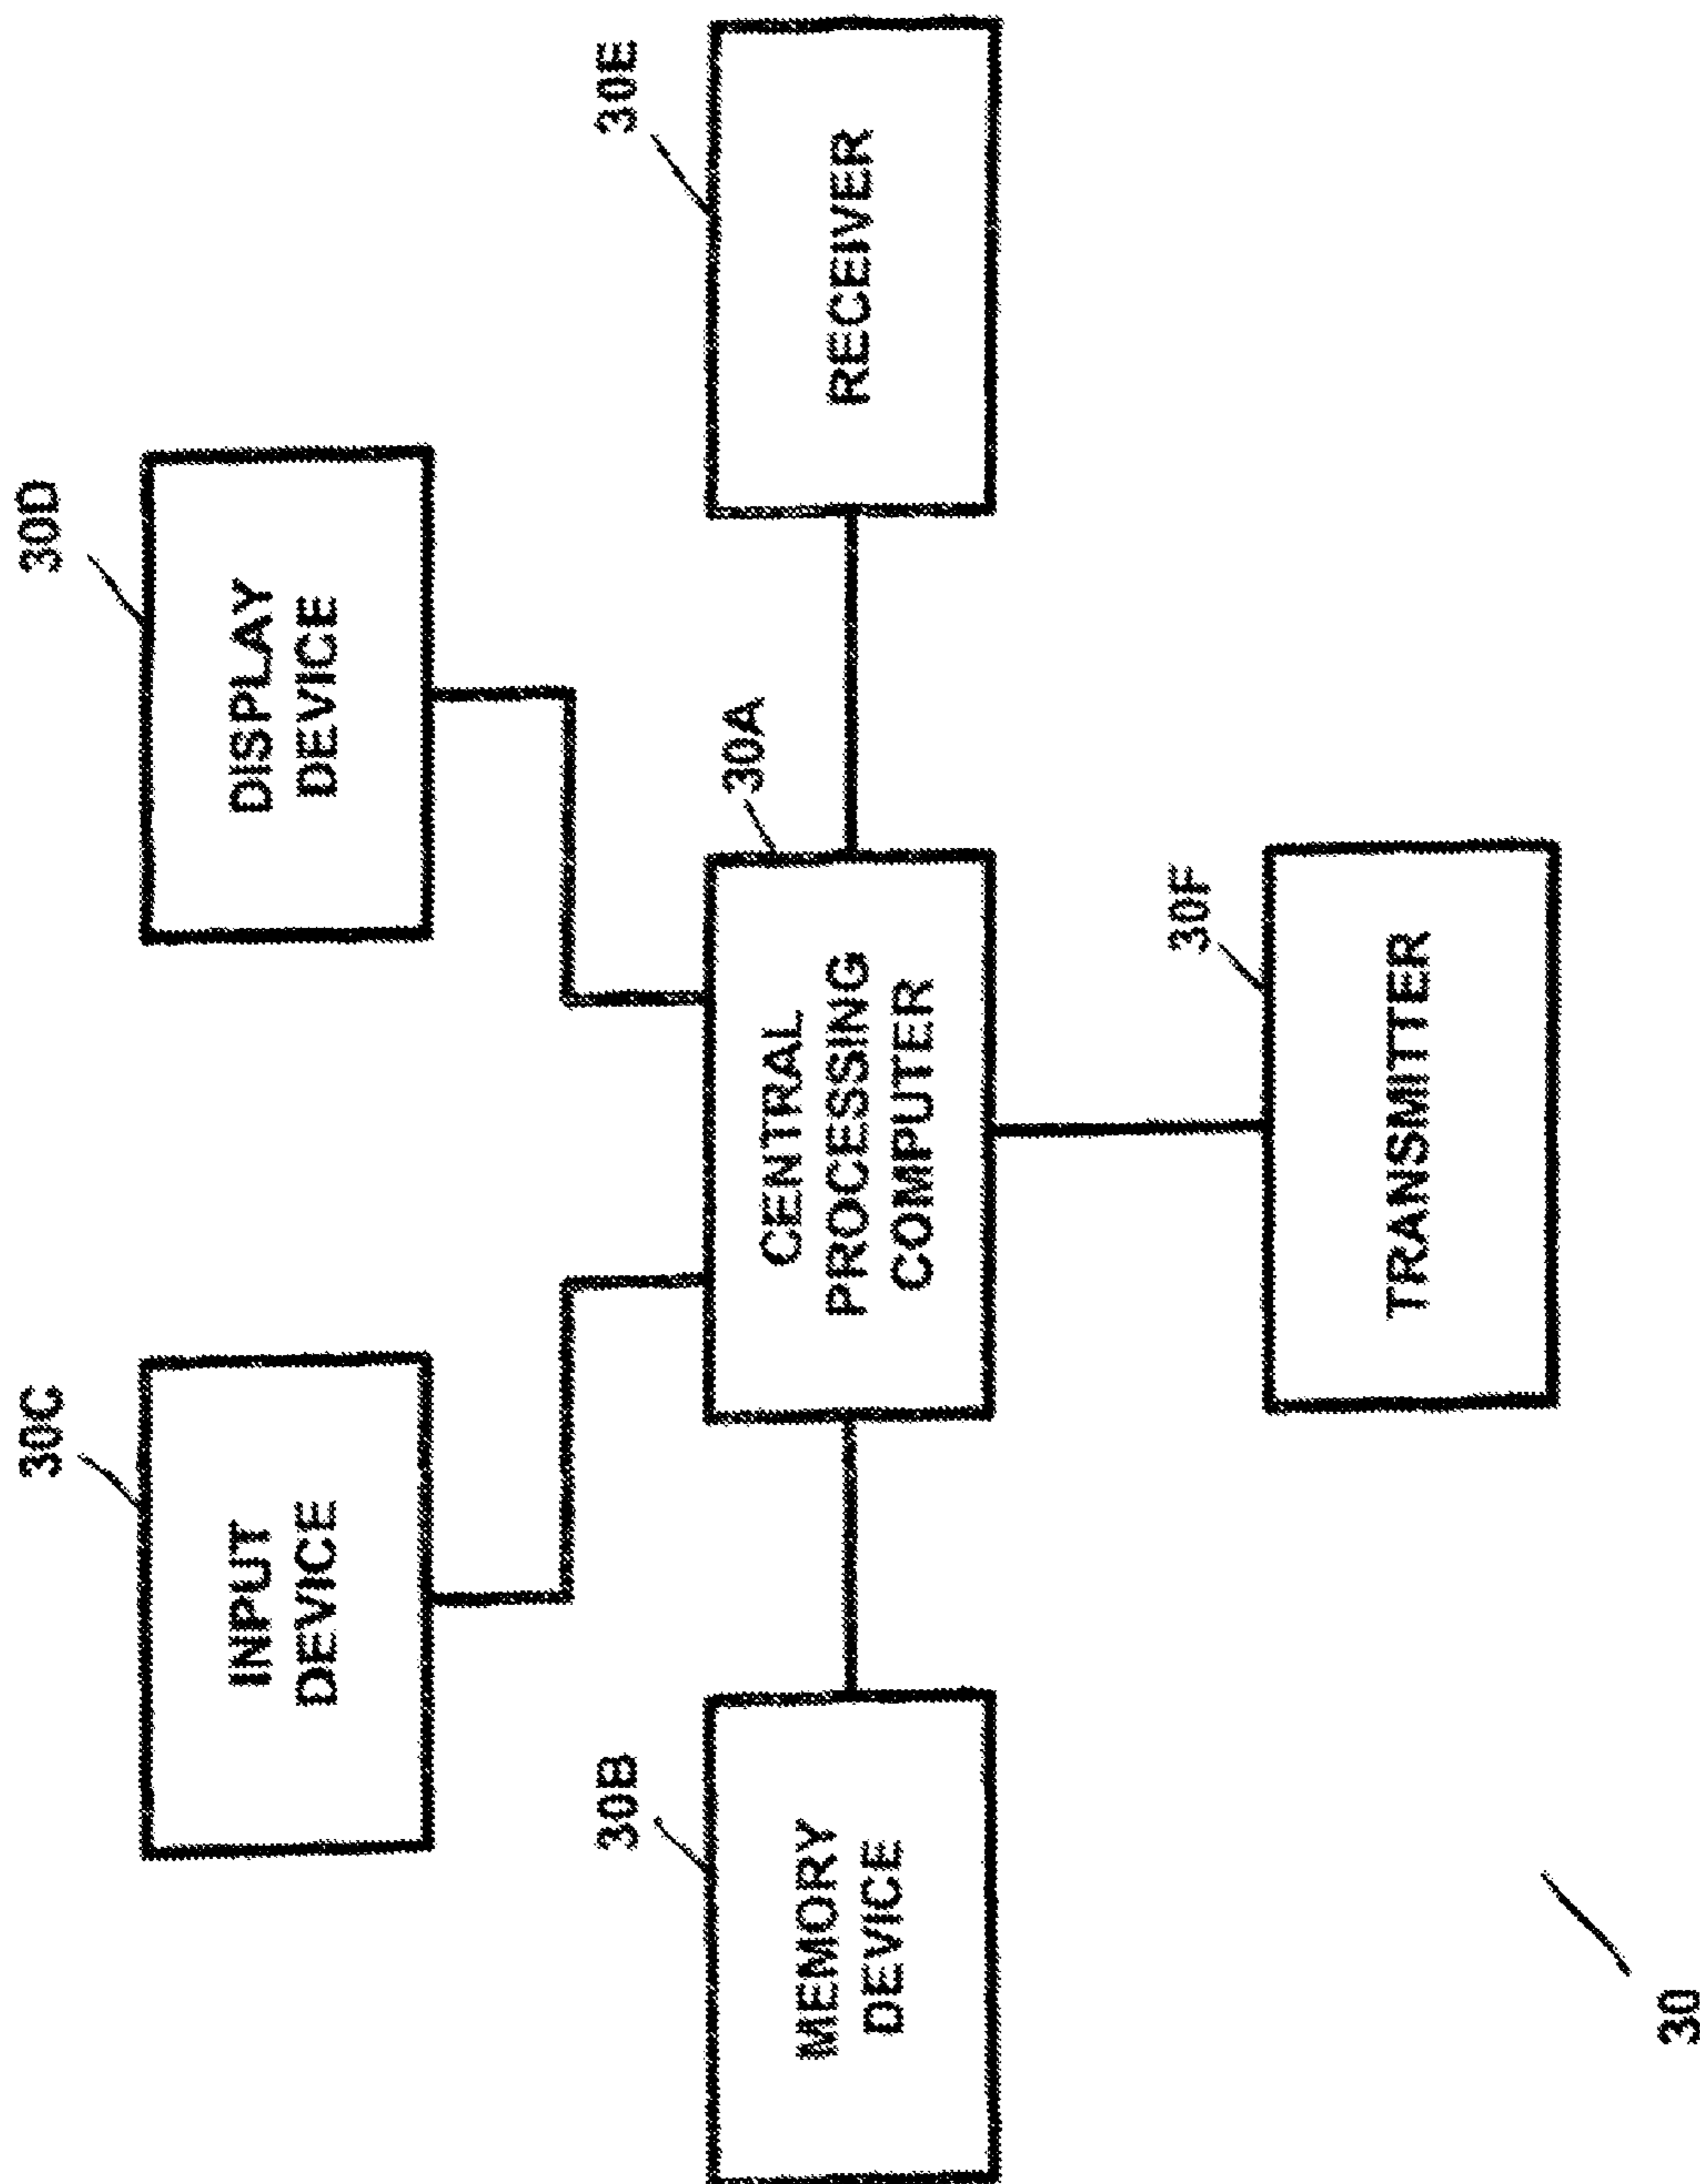 30C
INPUT
DEVICE
30D
DISPLAY
DEVICE
30B
MEMORY
DEVICE
30A
CENTRAL
PROCESSING
COMPUTER
30E
RECEIVER
30F
TRANSMITTER
30